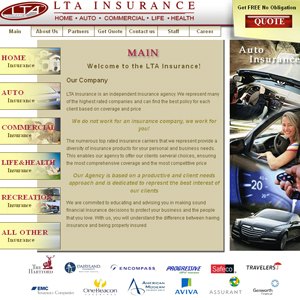 LTA INSURANCE
LTA
HOME • AUTO • COMMERCIAL • LIFE • HEALTH
Get FREE No Obligation
QUOTE
Main
About Us
Partners
Get Quote
Contact us
Staff
Career
HOME
Insurance
AUTO
Insurance
COMMERCIAL
Insurance
LIFE&HEALTH
Insurance
RECREATION
Insurance
ALL OTHER
Insurance
MAIN
Welcome to the LTA Insurance!
Our Company
LTA Insurance is an independent insurance agency. We represent many
of the highest rated companies and can find the best policy for each
client based on coverage and price
We do not work for an insurance company, we work for
you!
The numerous top rated insurance carriers that we represent provide a
diversity of insurance products for your personal and business needs.
This enables our agency to offer our clients several choices, ensuring
the most comprehensive coverage and the most competitive price
Our Agency is based on a productive and client needs
approach and is dedicated to represent the best interest of
our clients.
We are committed to educating and advising you in making sound
financial insurance decisions to protect your business and the people
that you love. With us, you will understand the difference between having
insurance and being properly insured
Auto
Insurance
THE
HARTFORD
ENCOMPASS
PROGRESSIVE
Safeco
TRAVELERS
EMC
Insurance Companies
OneBeacon
AMERICAN
MODERN
AVIVA
ASSURANT
Genworth